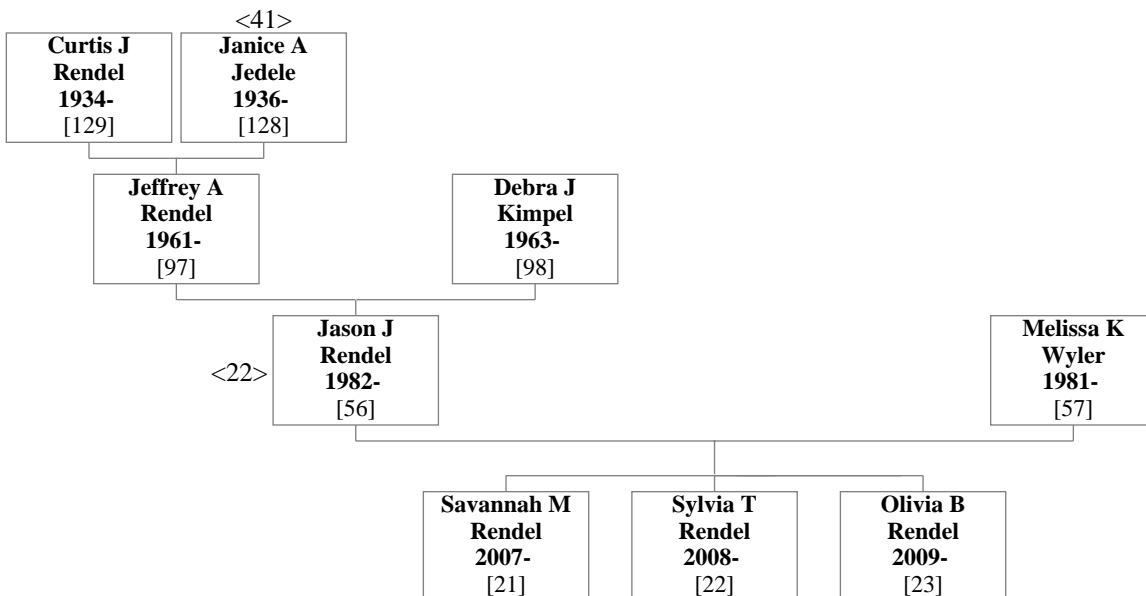 <41>
Curtis J
Rendel
1934-
[129]
Janice A
Jedele
1936-
[128]
Jeffrey A
Rendel
1961-
[97]
Debra J
Kimpel
1963-
[98]
<22>
Jason J
Rendel
1982-
[56]
Melissa K
Wyler
1981-
[57]
Savannah M
Rendel
2007-
[21]
Sylvia T
Rendel
2008-
[22]
Olivia B
Rendel
2009-
[23]